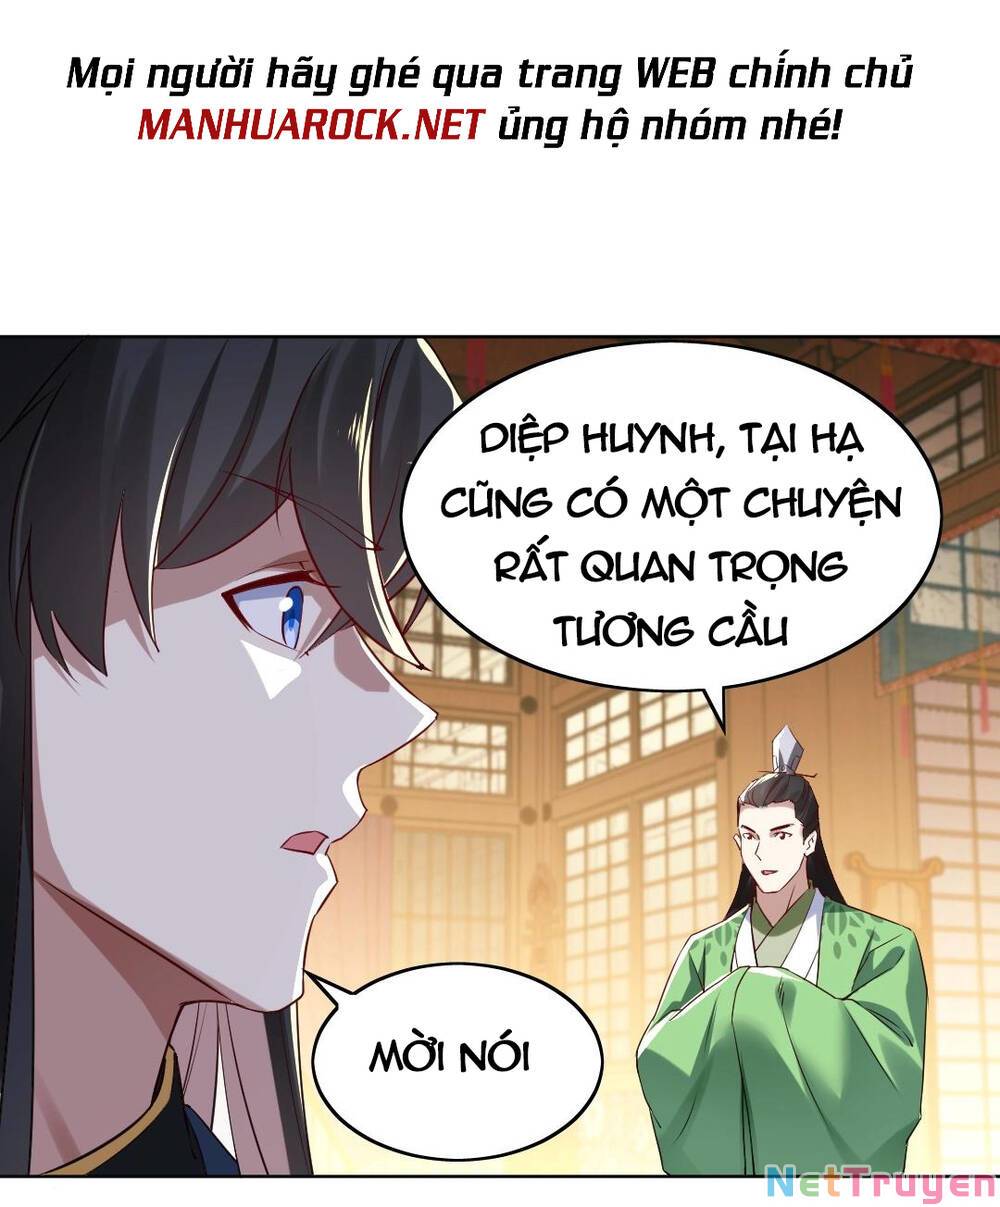 Mọi người hãy ghé qua trang WEB chính chủ
MANHUAROCK.NET ủng hộ nhóm nhé!
DIỆP HUYNH, TẠI HẠ
CŨNG CÓ MỘT CHUYỆN
RẤT QUAN TRỌNG
TƯƠNG CẦU
MỜI NÓI
NetTruyen